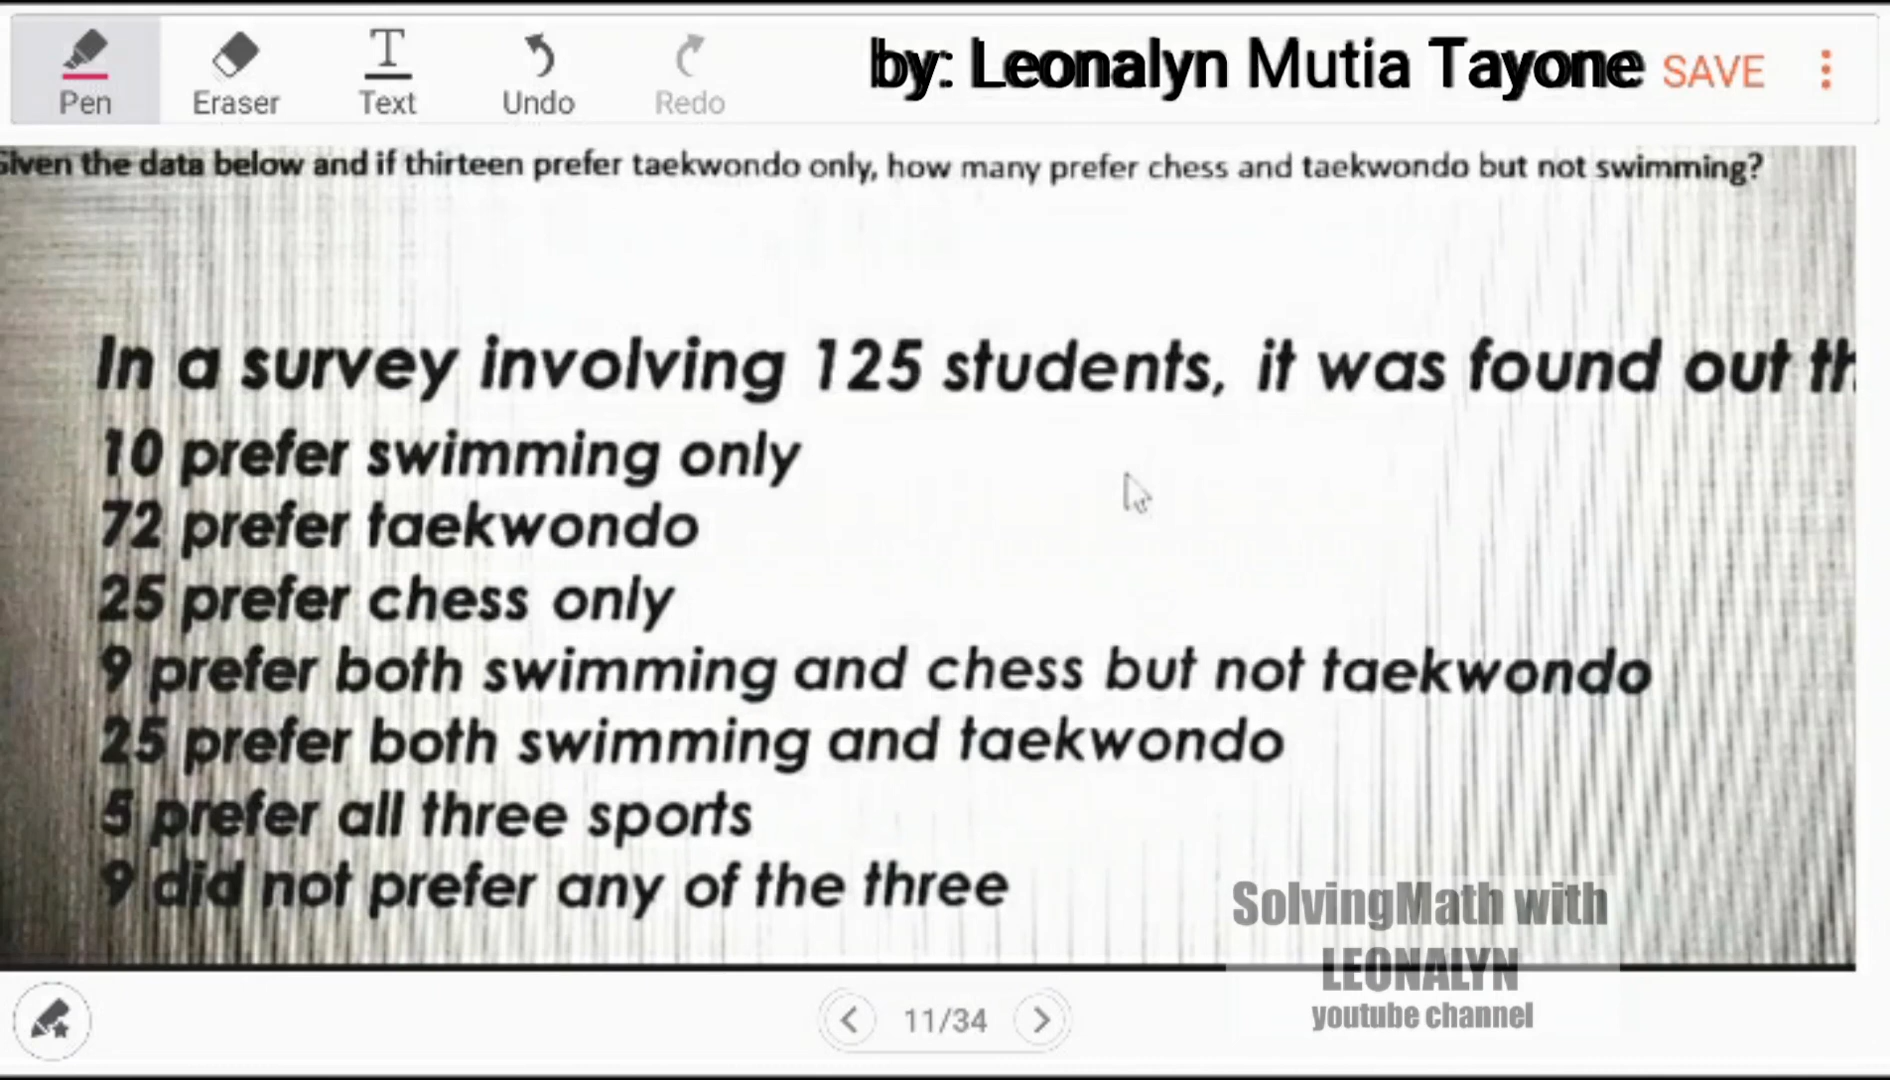 by: Leonalyn Mutia Tayone
SAVE
Pen
Eraser
Text
Undo
Redo
Given the data below and if thirteen prefer taekwondo only, how many prefer chess and taekwondo but not swimming?
In a survey involving 125 students, it was found out th
10 prefer swimming only
72 prefer taekwondo
25 prefer chess only
9 prefer both swimming and chess but not taekwondo
25 prefer both swimming and taekwondo
5 prefer all three sports
9 did not prefer any of the three
SolvingMath with
LEONALYN
youtube channel
11/34